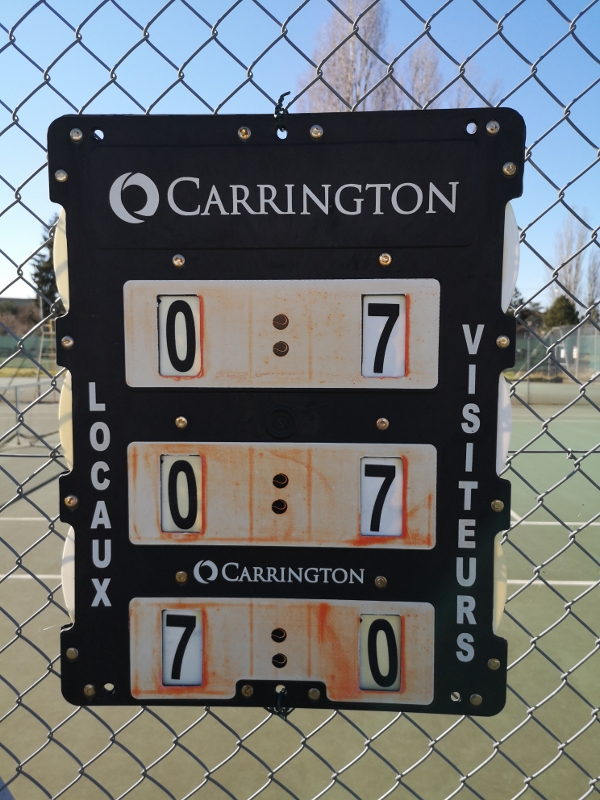 CARRINGTON
0 : 7
LOCAUX
VISITEURS
0 : 7
CARRINGTON
7 : 0